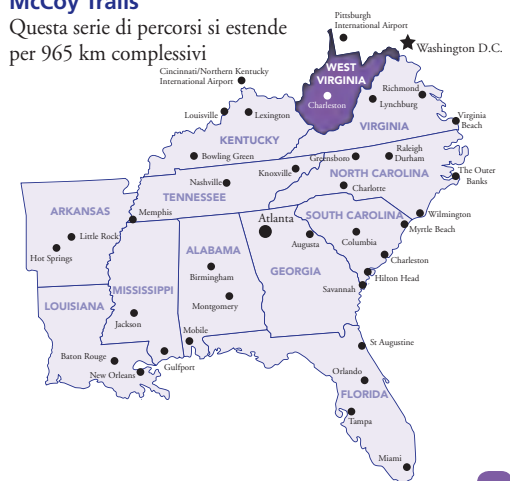 McCoy Trails
Questa serie di percorsi si estende
per 965 km complessivi
Pittsburgh
International Airport
Washington D.C.
Cincinnati/Northern Kentucky
International Airport
WEST
VIRGINIA
Charleston
Richmond
Lynchburg
Louisville
Lexington
Virginia
Beach
VIRGINIA
KENTUCKY
Bowling Green
Greensboro
Raleigh
Durham
Knoxville
NORTH CAROLINA
The Outer
Banks
Nashville
Charlotte
TENNESSEE
ARKANSAS
Memphis
Atlanta
SOUTH CAROLINA
Wilmington
Myrtle Beach
Little Rock
Augusta
Columbia
Hot Springs
ALABAMA
Charleston
Birmingham
GEORGIA
Hilton Head
MISSISSIPPI
Savannah
LOUISIANA
Montgomery
Jackson
Mobile
St Augustine
Baton Rouge
Gulfport
New Orleans
Orlando
FLORIDA
Tampa
Miami